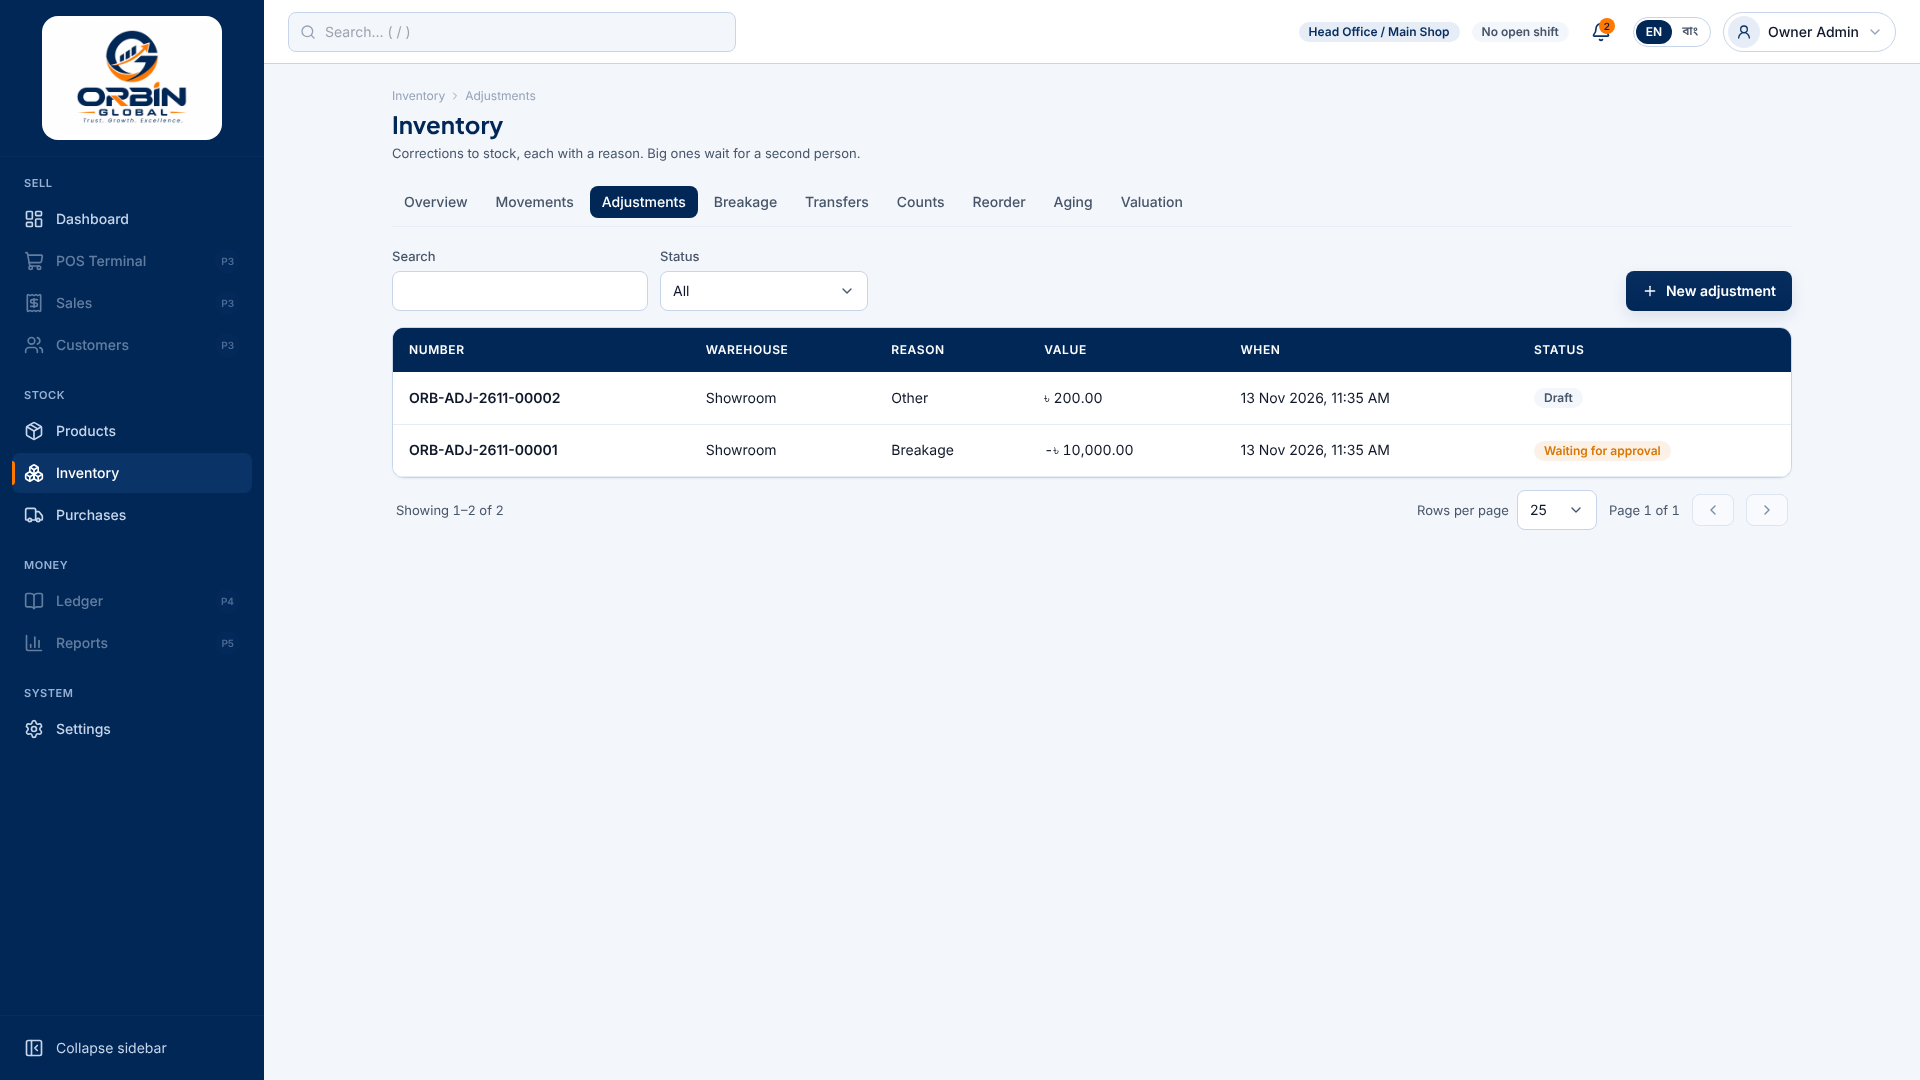 ORBIN
GLOBAL
Trust. Growth. Excellence.
Search... ( / )
Head Office / Main Shop
No open shift
2
EN
বাং
Owner Admin
SELL
Dashboard
POS Terminal P3
Sales P3
Customers P3
STOCK
Products
Inventory
Purchases
MONEY
Ledger P4
Reports P5
SYSTEM
Settings
Collapse sidebar
Inventory > Adjustments
Inventory
Corrections to stock, each with a reason. Big ones wait for a second person.
Overview Movements Adjustments Breakage Transfers Counts Reorder Aging Valuation
Search Status
All
+ New adjustment
NUMBER WAREHOUSE REASON VALUE WHEN STATUS
ORB-ADJ-2611-00002 Showroom Other ৳ 200.00 13 Nov 2026, 11:35 AM Draft
ORB-ADJ-2611-00001 Showroom Breakage -৳ 10,000.00 13 Nov 2026, 11:35 AM Waiting for approval
Showing 1–2 of 2
Rows per page 25 Page 1 of 1